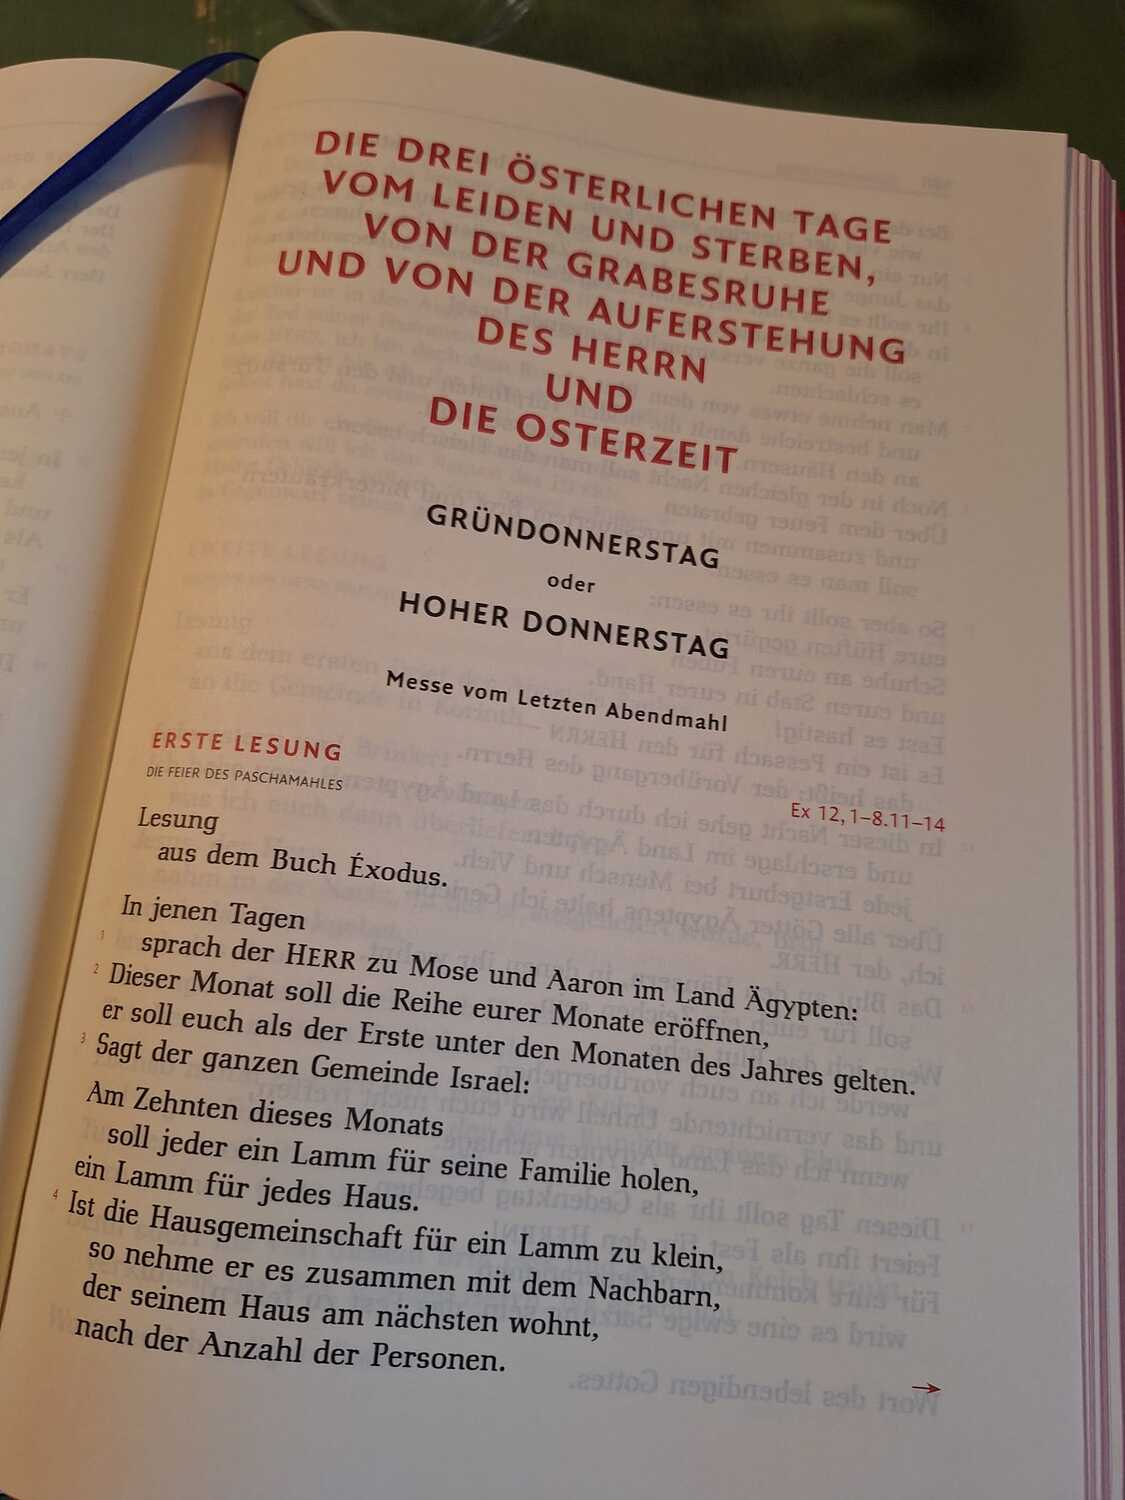 DIE DREI ÖSTERLICHEN TAGE
VOM LEIDEN UND STERBEN,
VON DER GRABESRUHE
UND VON DER AUFERSTEHUNG
DES HERRN
UND
DIE OSTERZEIT
GRÜNDONNERSTAG
oder
HOHER DONNERSTAG
Messe vom Letzten Abendmahl
ERSTE LESUNG
DIE FEIER DES PASCHAMAHLES
Ex 12, 1–8.11–14
Lesung
aus dem Buch Éxodus.
In jenen Tagen
1 sprach der HERR zu Mose und Aaron im Land Ägypten:
2 Dieser Monat soll die Reihe eurer Monate eröffnen,
er soll euch als der Erste unter den Monaten des Jahres gelten.
3 Sagt der ganzen Gemeinde Israel:
Am Zehnten dieses Monats
soll jeder ein Lamm für seine Familie holen,
ein Lamm für jedes Haus.
4 Ist die Hausgemeinschaft für ein Lamm zu klein,
so nehme er es zusammen mit dem Nachbarn,
der seinem Haus am nächsten wohnt,
nach der Anzahl der Personen.
→